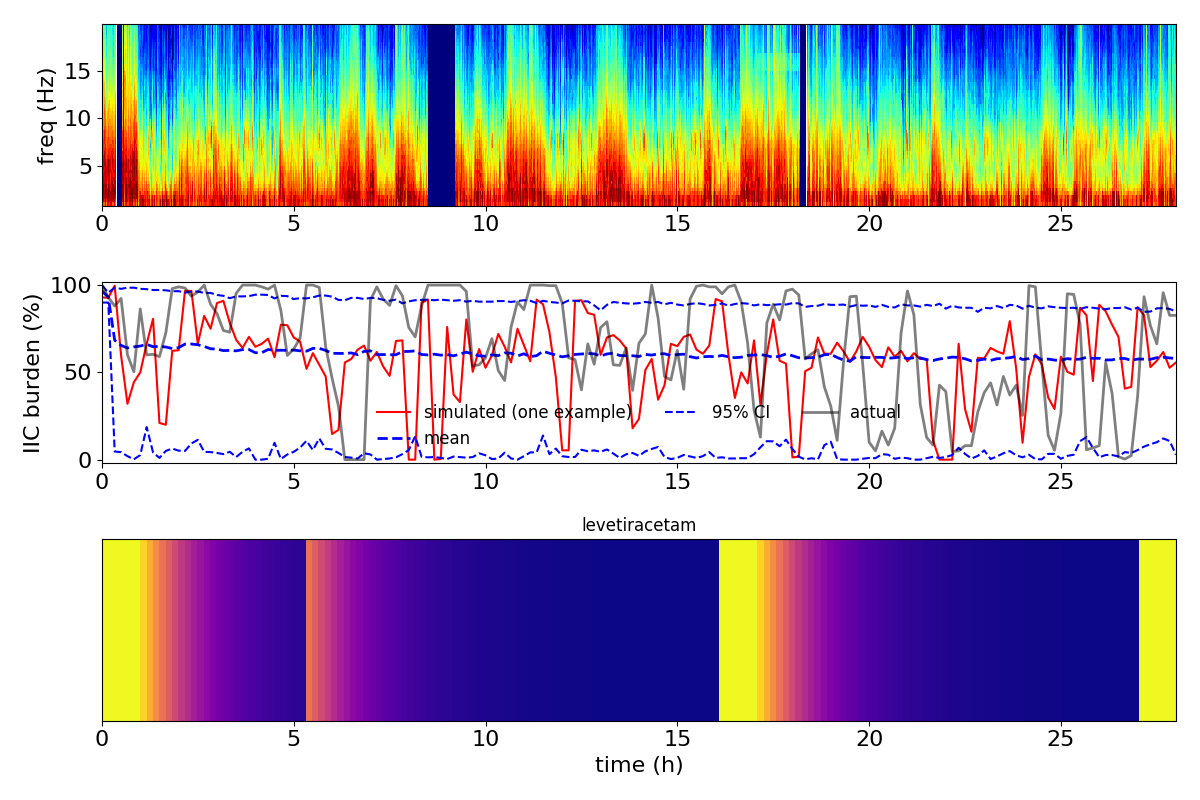 freq (Hz)
15
10
5
0 5 10 15 20 25
IIC burden (%)
100
50
0
simulated (one example) 95% CI actual
mean
0 5 10 15 20 25
levetiracetam
0 5 10 15 20 25
time (h)